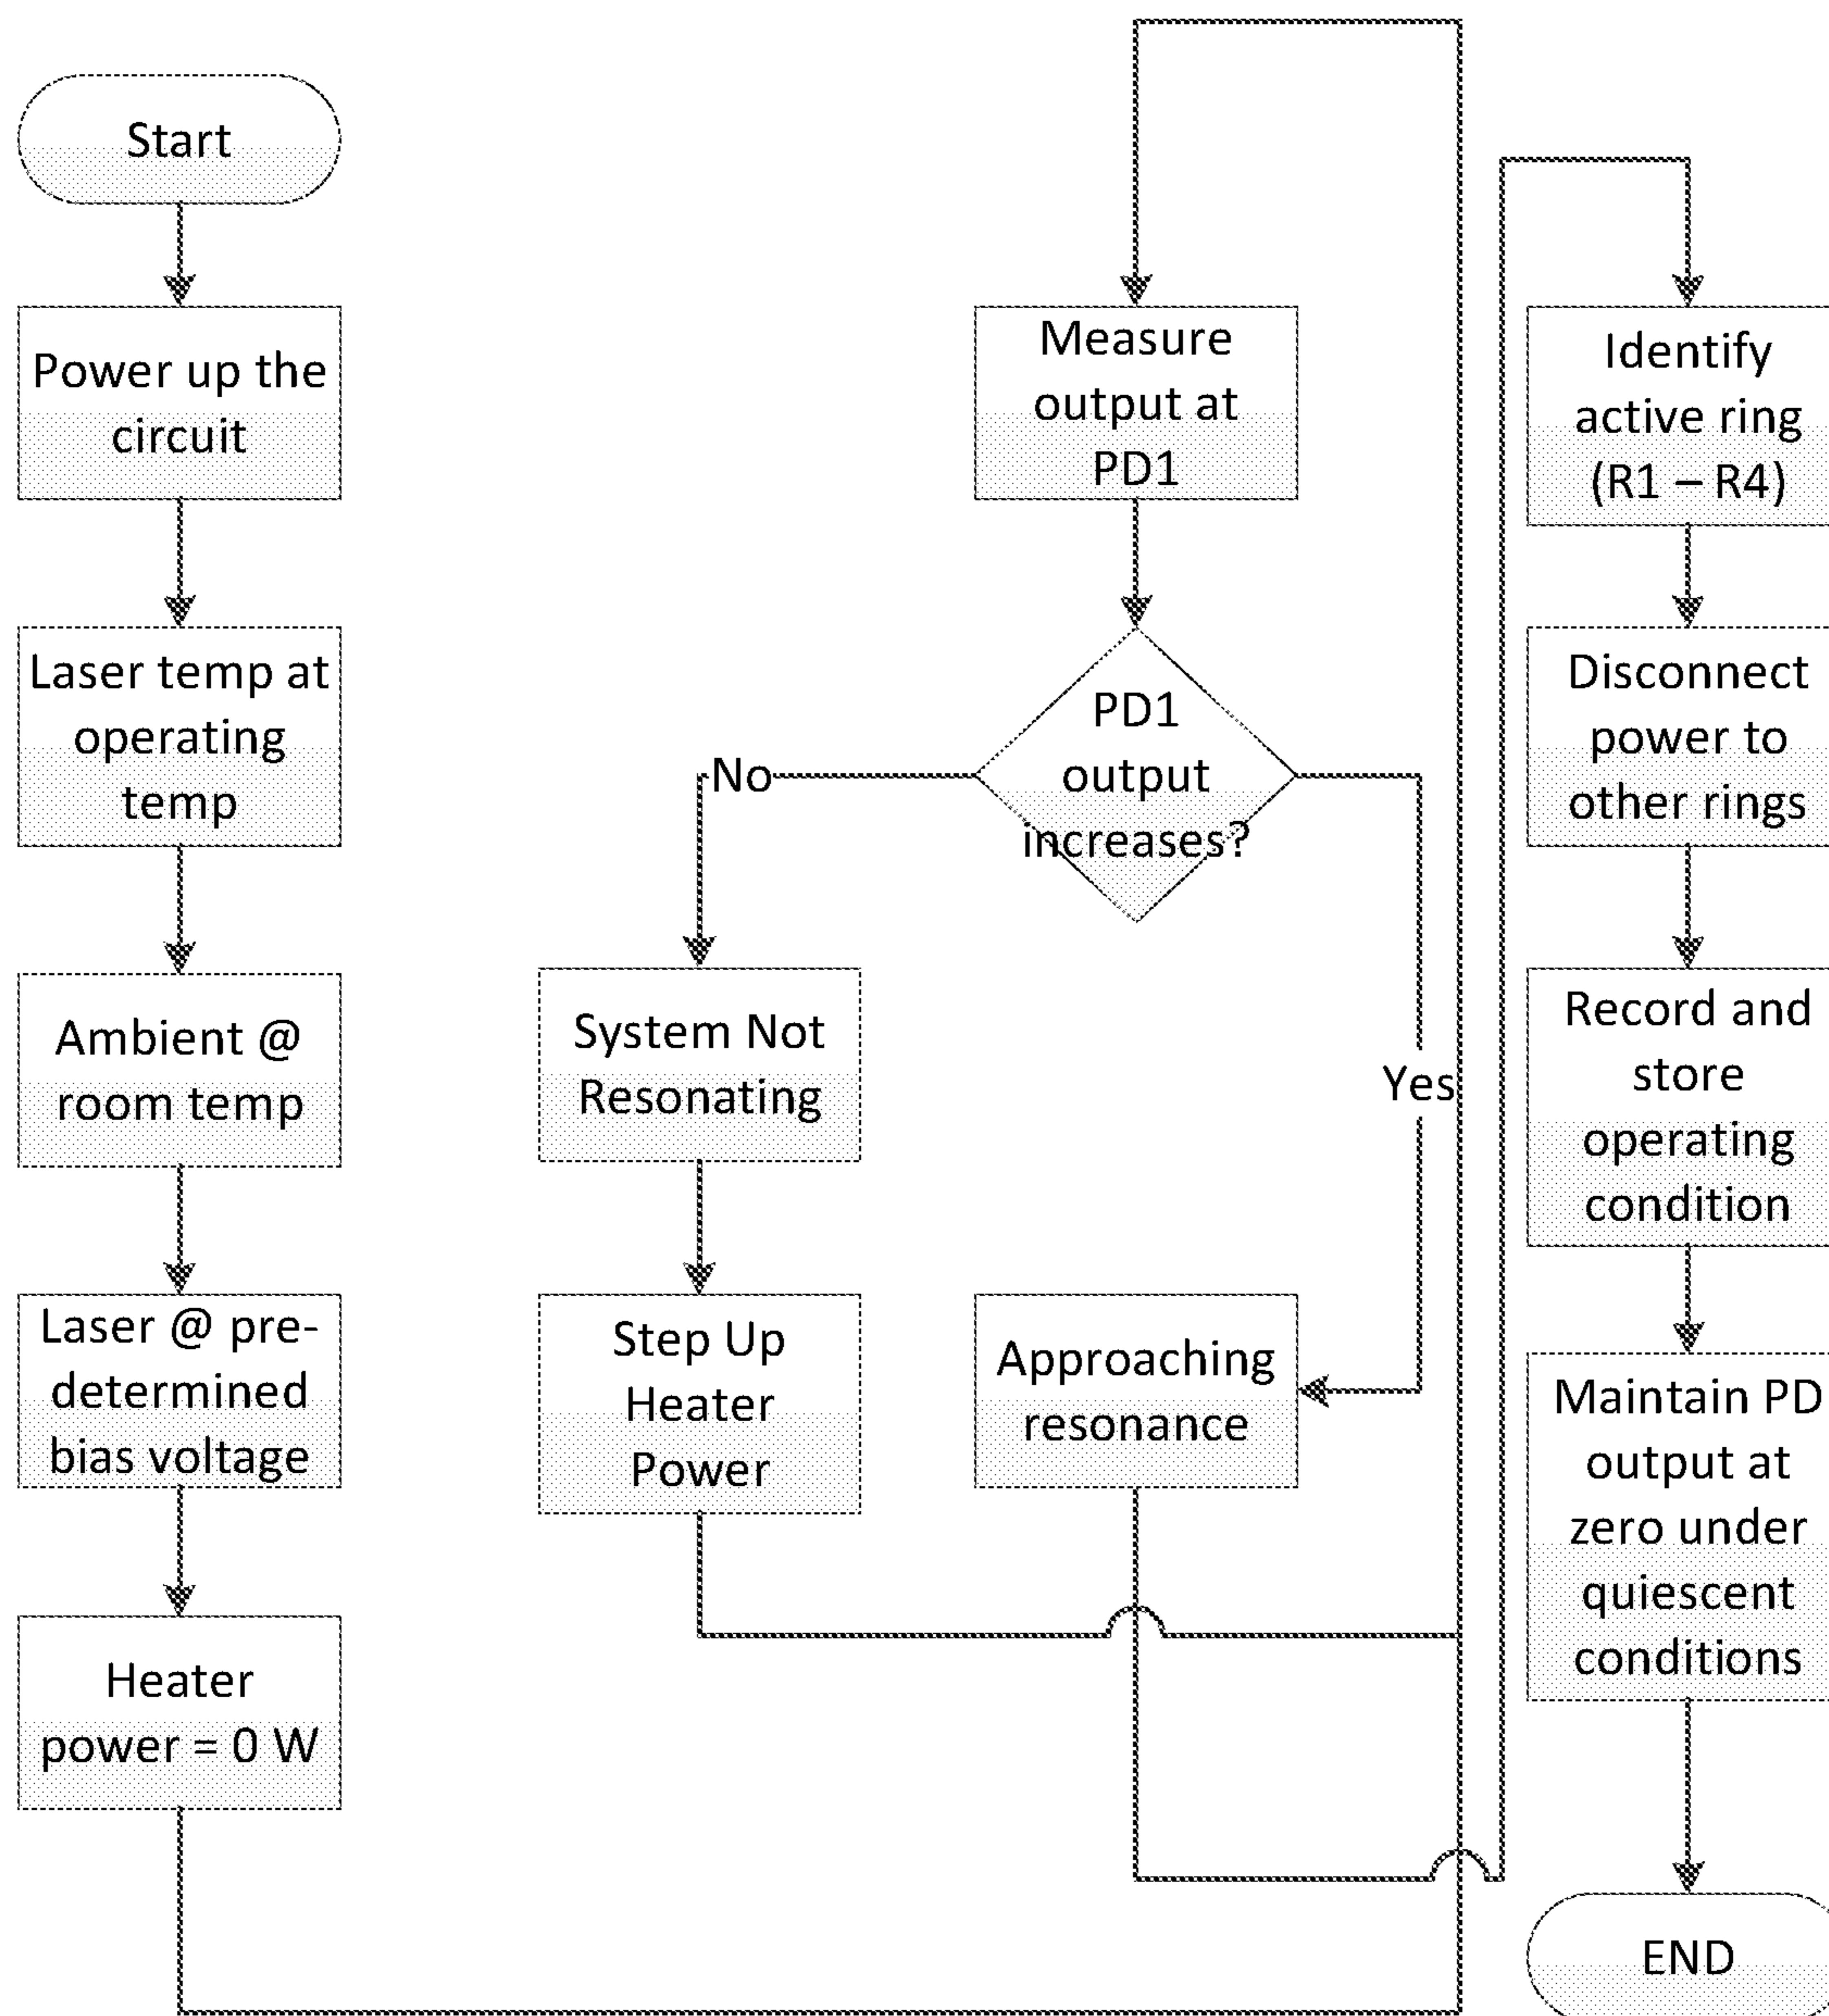 Start
Power up the
circuit
Laser temp at
operating
temp
Ambient @
room temp
Laser @ pre-
determined
bias voltage
Heater
power = 0 W
Measure
output at
PD1
PD1
output
increases?
No
System Not
Resonating
Step Up
Heater
Power
Yes
Approaching
resonance
Identify
active ring
(R1 – R4)
Disconnect
power to
other rings
Record and
store
operating
condition
Maintain PD
output at
zero under
quiescent
conditions
END